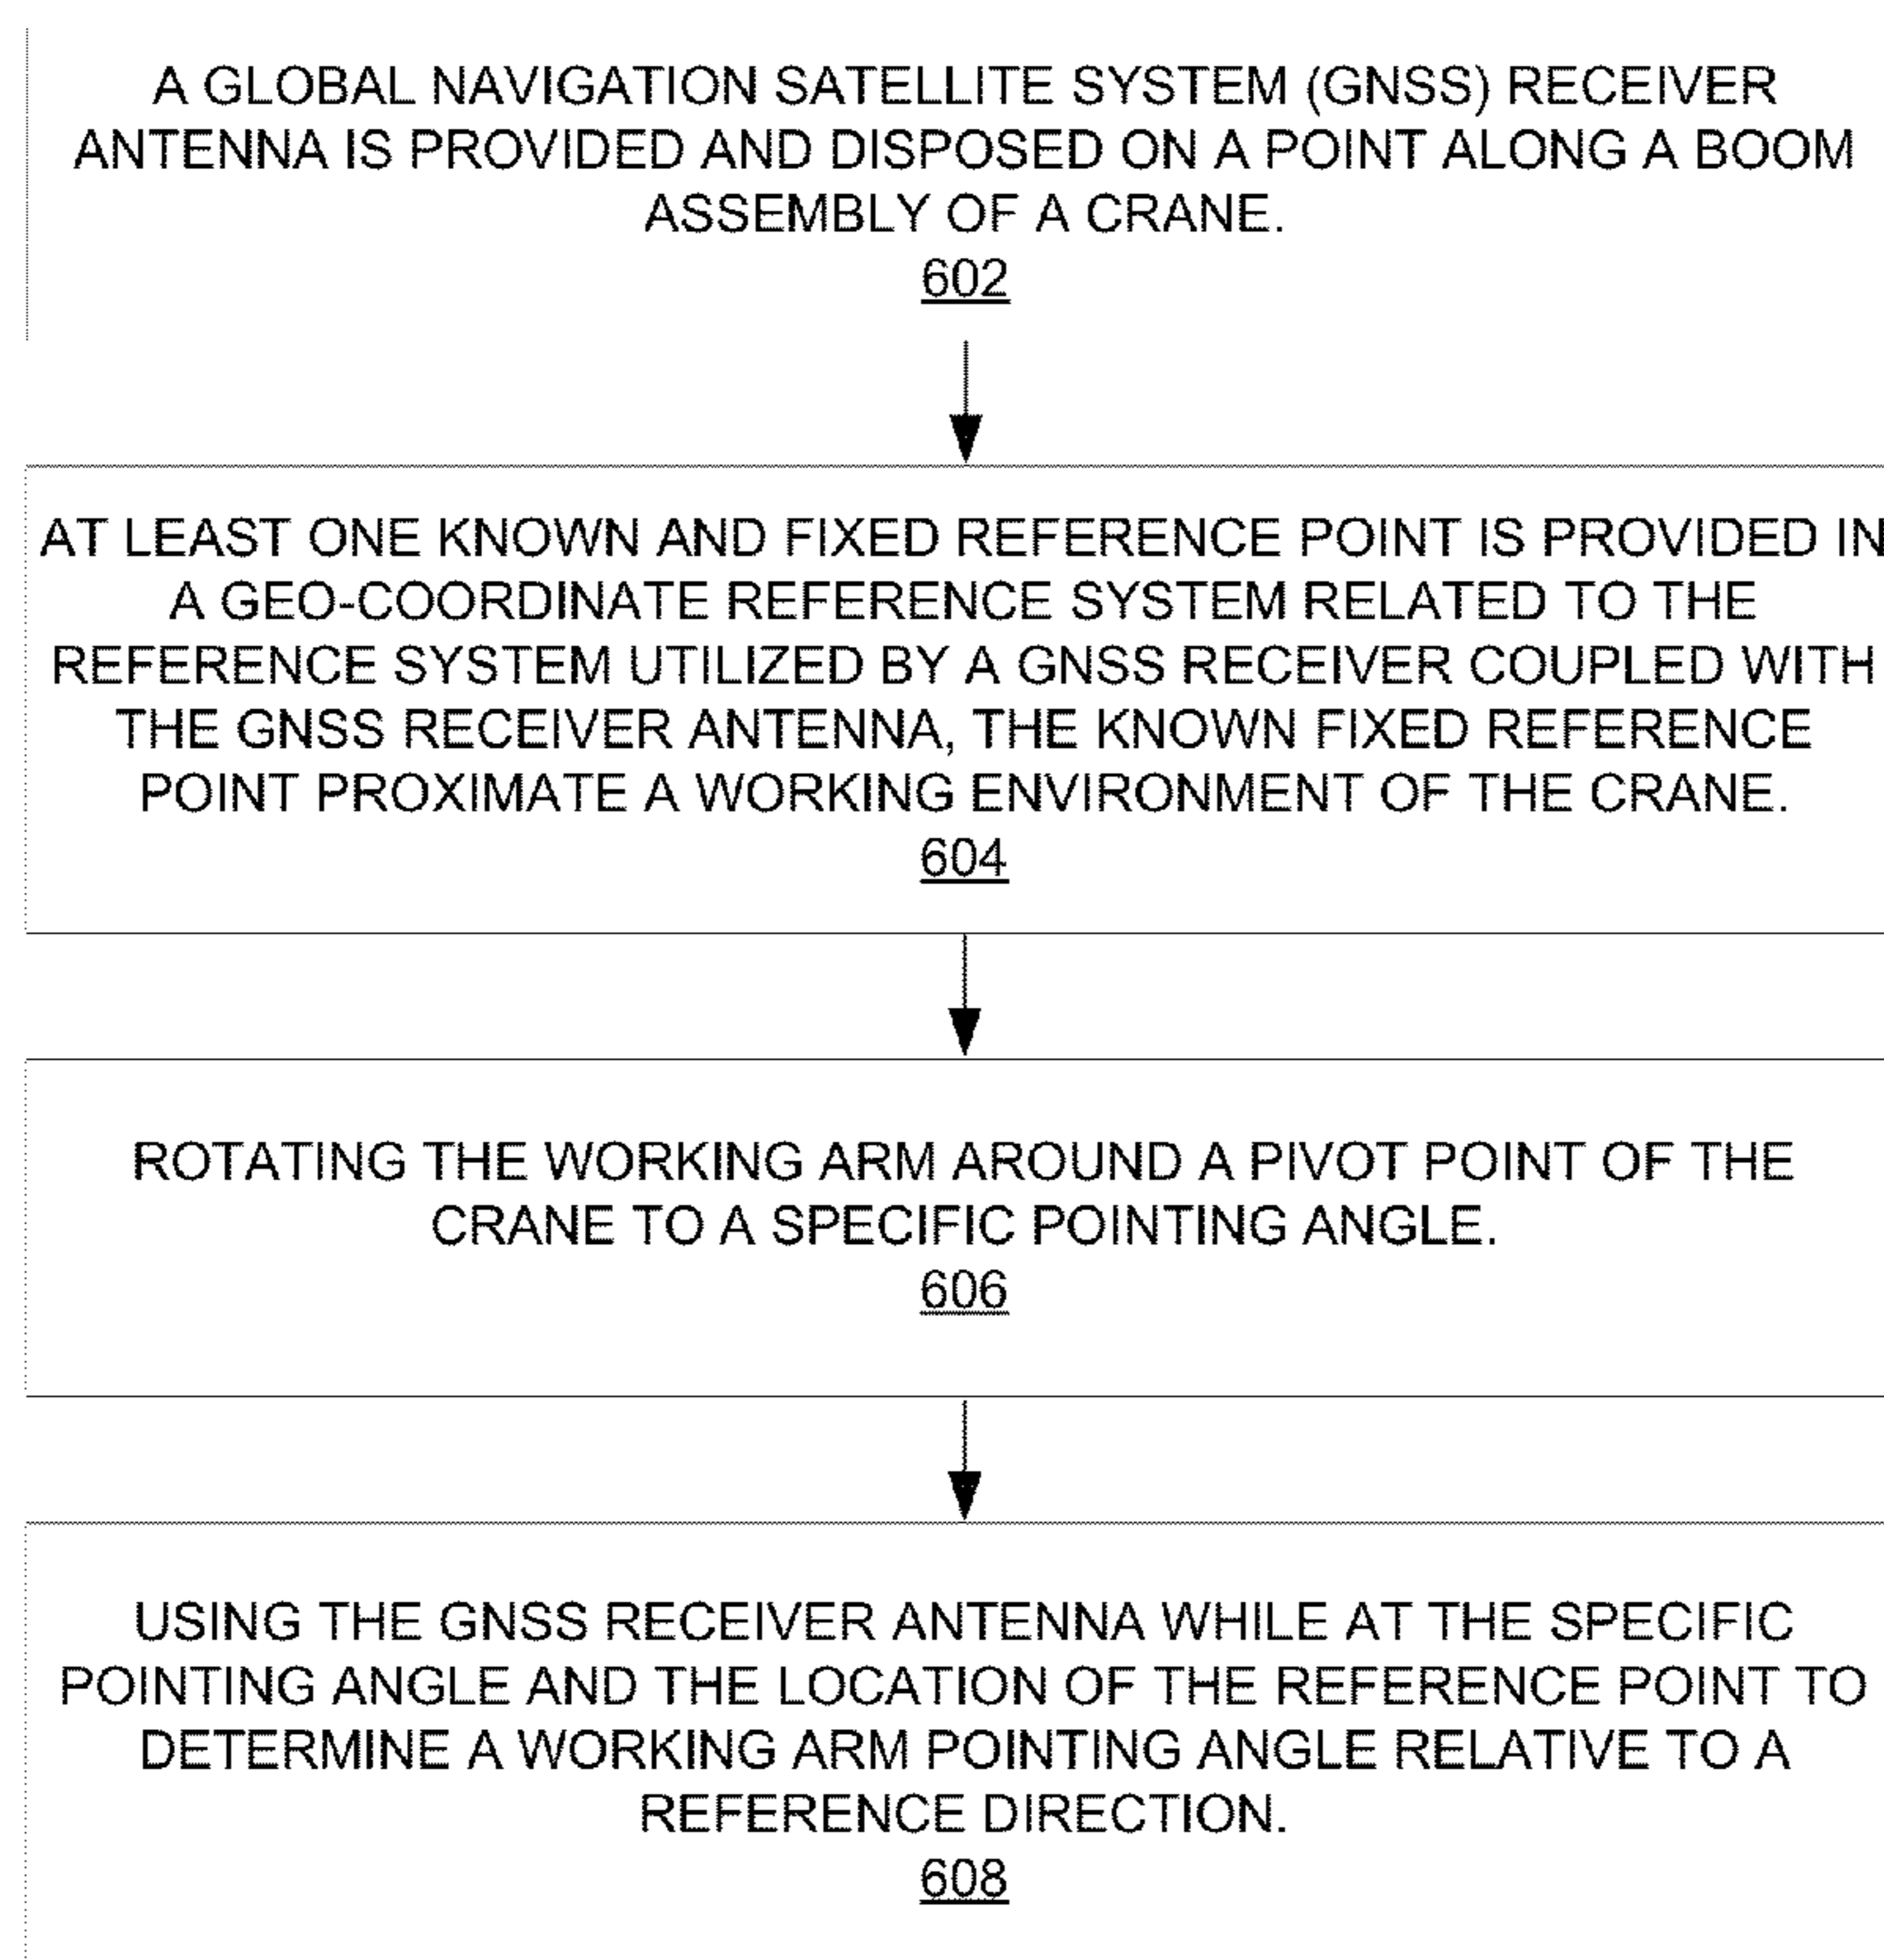 A GLOBAL NAVIGATION SATELLITE SYSTEM (GNSS) RECEIVER
ANTENNA IS PROVIDED AND DISPOSED ON A POINT ALONG A BOOM
ASSEMBLY OF A CRANE.
602
AT LEAST ONE KNOWN AND FIXED REFERENCE POINT IS PROVIDED IN
A GEO-COORDINATE REFERENCE SYSTEM RELATED TO THE
REFERENCE SYSTEM UTILIZED BY A GNSS RECEIVER COUPLED WITH
THE GNSS RECEIVER ANTENNA, THE KNOWN FIXED REFERENCE
POINT PROXIMATE A WORKING ENVIRONMENT OF THE CRANE.
604
ROTATING THE WORKING ARM AROUND A PIVOT POINT OF THE
CRANE TO A SPECIFIC POINTING ANGLE.
606
USING THE GNSS RECEIVER ANTENNA WHILE AT THE SPECIFIC
POINTING ANGLE AND THE LOCATION OF THE REFERENCE POINT TO
DETERMINE A WORKING ARM POINTING ANGLE RELATIVE TO A
REFERENCE DIRECTION.
608